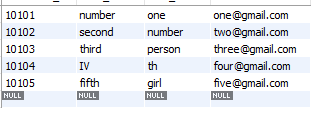 10101 number one one@gmail.com
10102 second number two@gmail.com
10103 third person three@gmail.com
10104 IV th four@gmail.com
10105 fifth girl five@gmail.com
NULL NULL NULL NULL